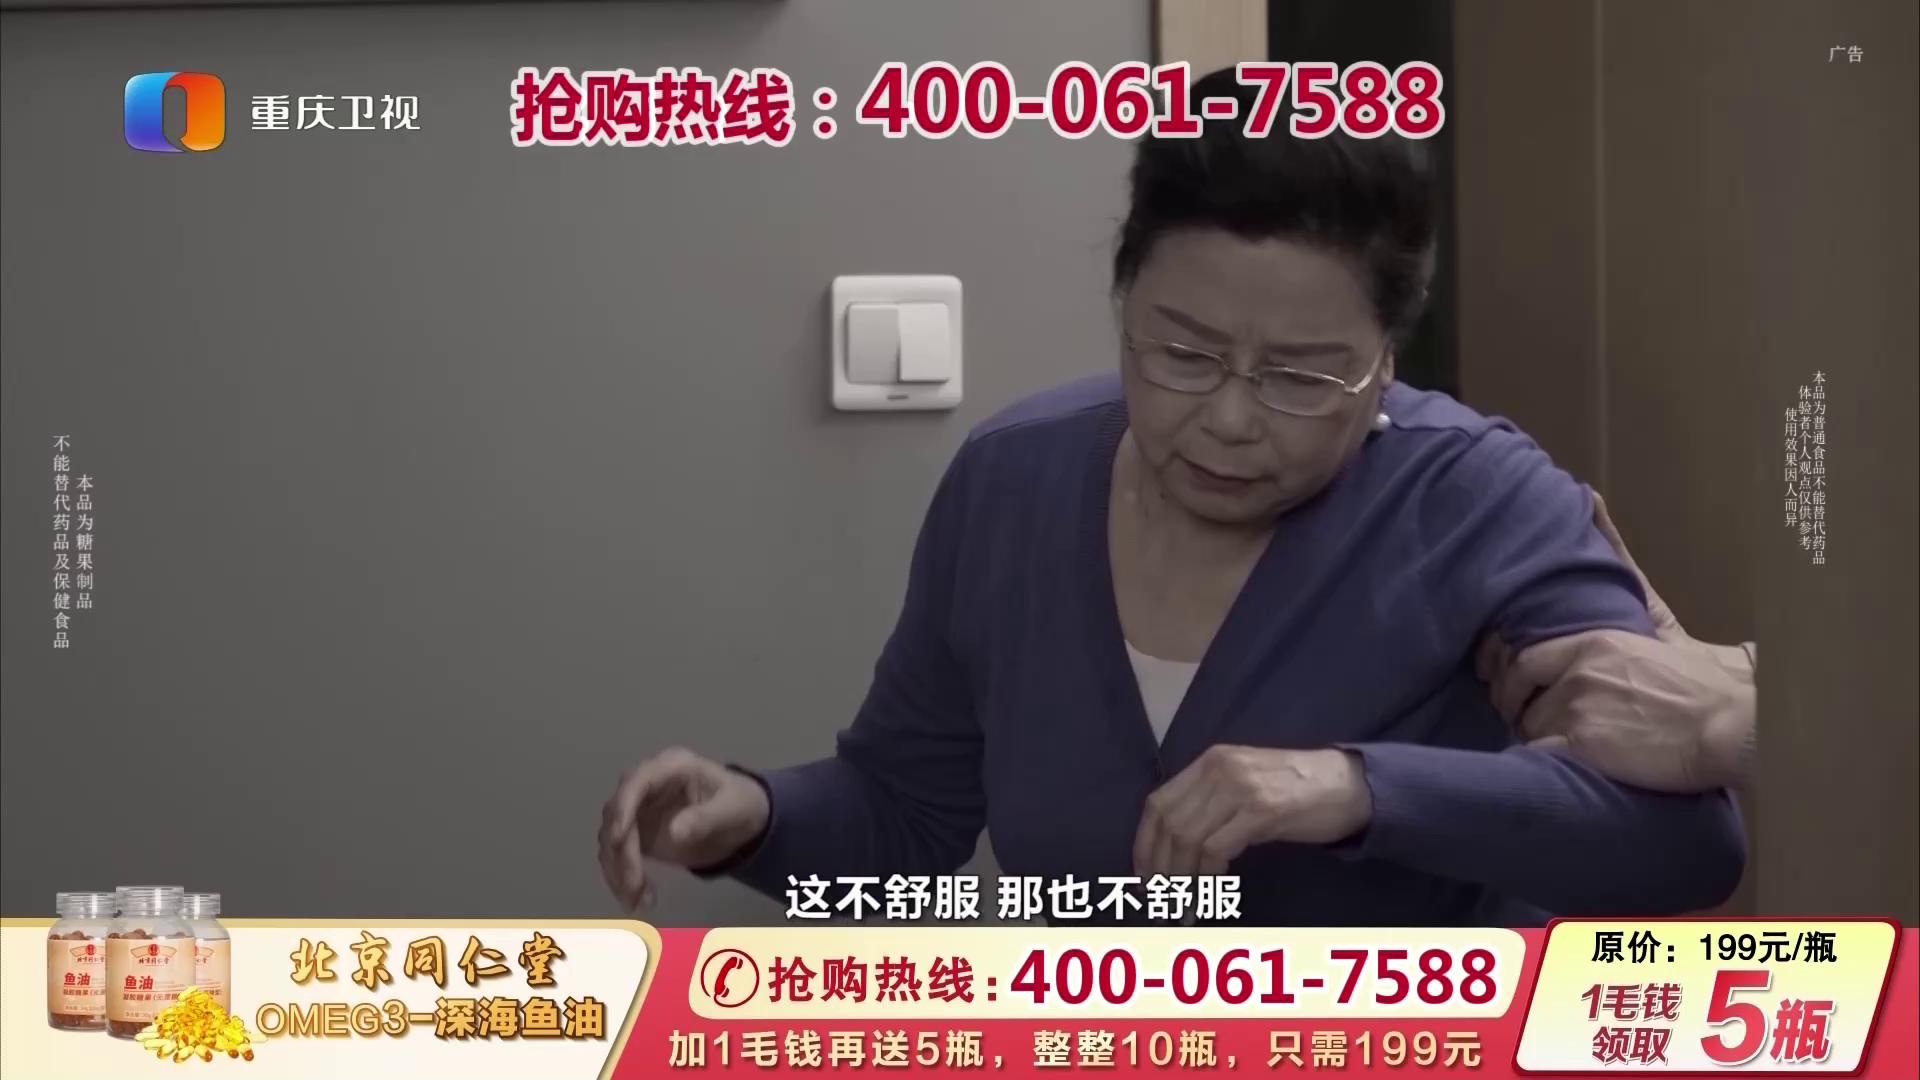 广告
重庆卫视
抢购热线：400-061-7588
本品为普通食品不能替代药品
体验者个人观点仅供参考
使用效果因人而异
本品为糖果制品
不能替代药品及保健食品
这不舒服 那也不舒服
鱼油
鱼油
北京同仁堂
OMEG3-深海鱼油
抢购热线:400-061-7588
加1毛钱再送5瓶，整整10瓶，只需199元
原价：199元/瓶
1毛钱
领取
5瓶